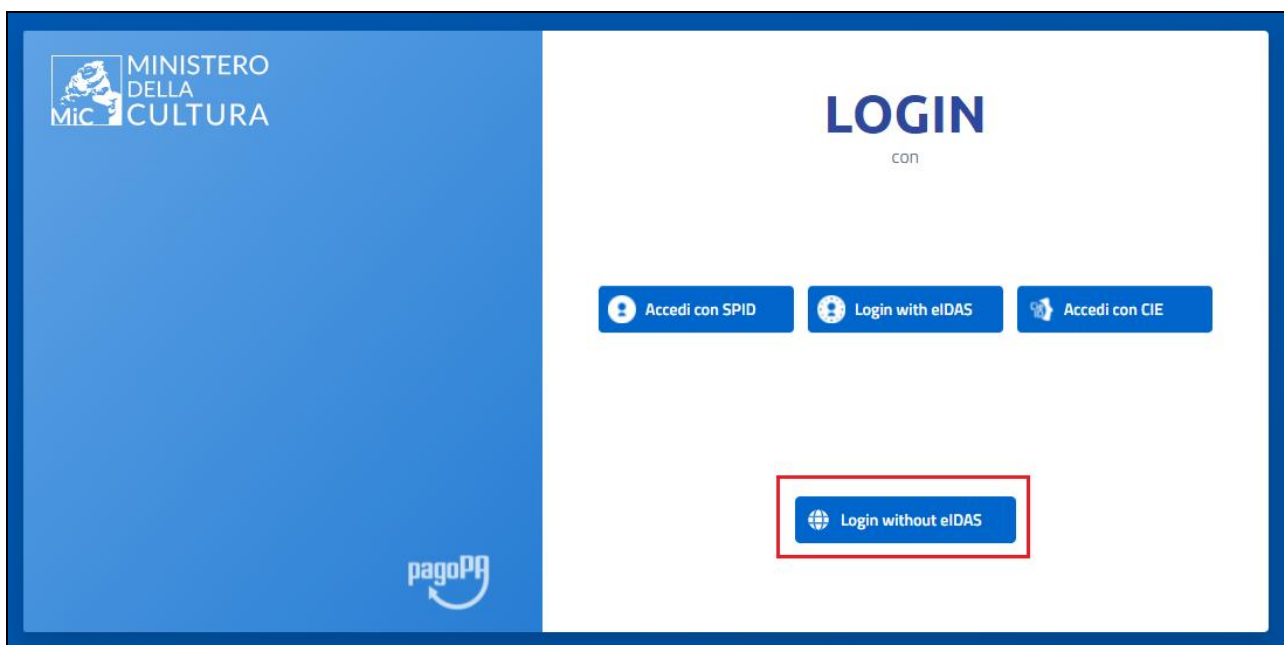 MINISTERO
DELLA
MiC CULTURA
LOGIN
con
Accedi con SPID
Login with eIDAS
Accedi con CIE
Login without eIDAS
pagoPA